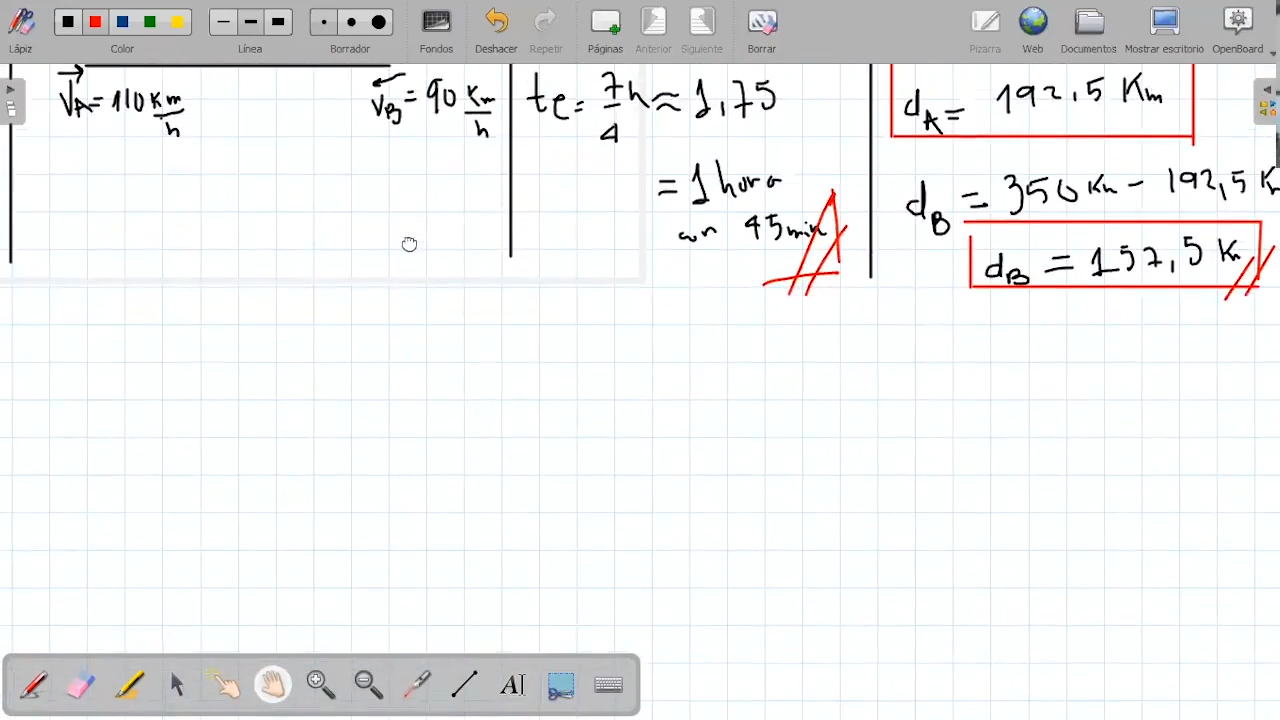 Lápiz
Color
Línea
Borrador
Fondos
Deshacer
Repetir
Páginas
Anterior
Siguiente
Borrar
Pizarra
Web
Documentos
Mostrar escritorio
OpenBoard
VA = 110 Km/h
VB = 90 Km/h
te = 7/4 h ≈ 1,75
= 1 hora
con 45 min
dA = 192,5 Km
dB = 350 Km - 192,5 K
dB = 157,5 Km